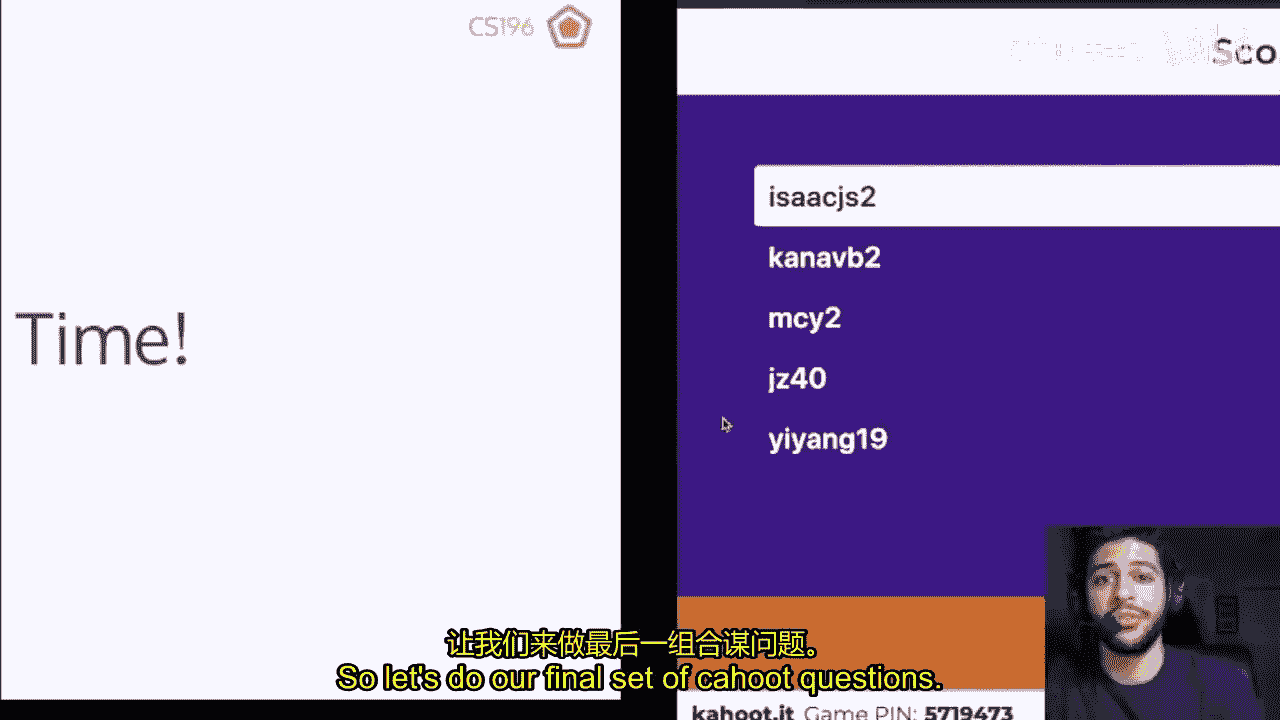 CS196
Time!
Sco
isaacjs2
kanavb2
mcy2
jz40
yiyang19
让我们来做最后一组合谋问题。
So let's do our final set of cahoot questions.
kahoot.it Game PIN: 5719473